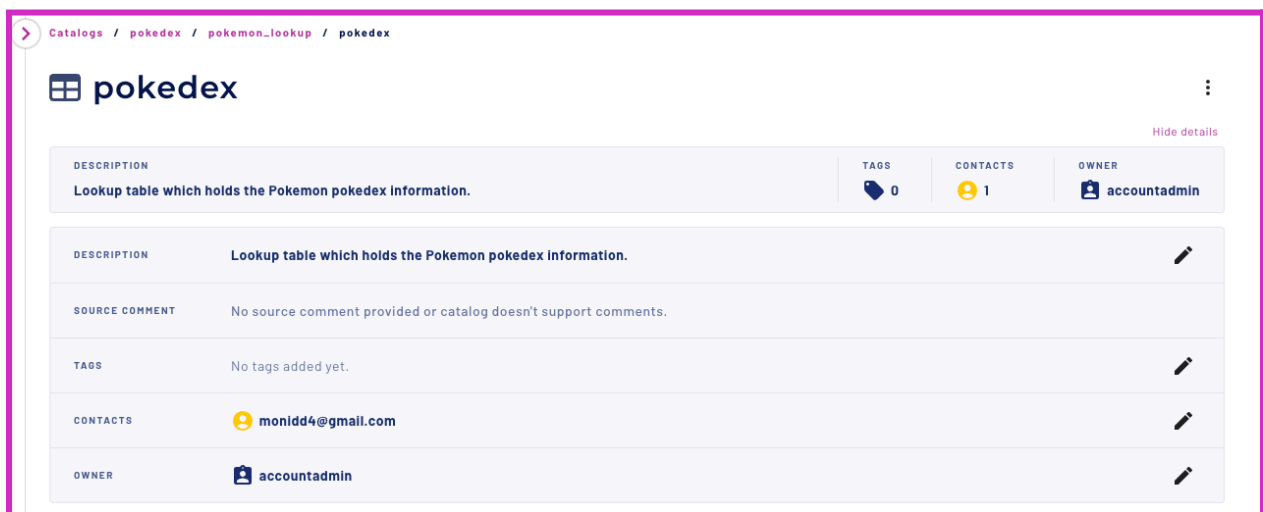 Catalogs / pokedex / pokemon_lookup / pokedex
pokedex
Hide details
DESCRIPTION TAGS CONTACTS OWNER
Lookup table which holds the Pokemon pokedex information. 0 1 accountadmin
DESCRIPTION Lookup table which holds the Pokemon pokedex information.
SOURCE COMMENT No source comment provided or catalog doesn't support comments.
TAGS No tags added yet.
CONTACTS monidd4@gmail.com
OWNER accountadmin